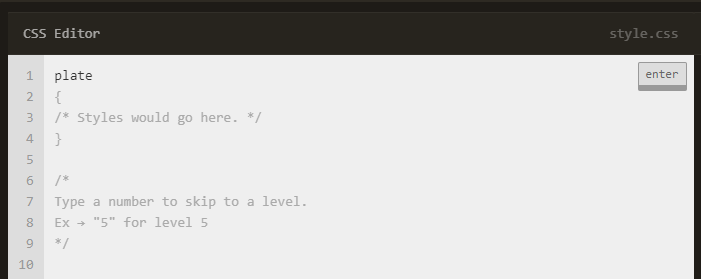 CSS Editor style.css
1 plate enter
2 {
3 /* Styles would go here. */
4 }
5
6 /*
7 Type a number to skip to a level.
8 Ex → "5" for level 5
9 */
10